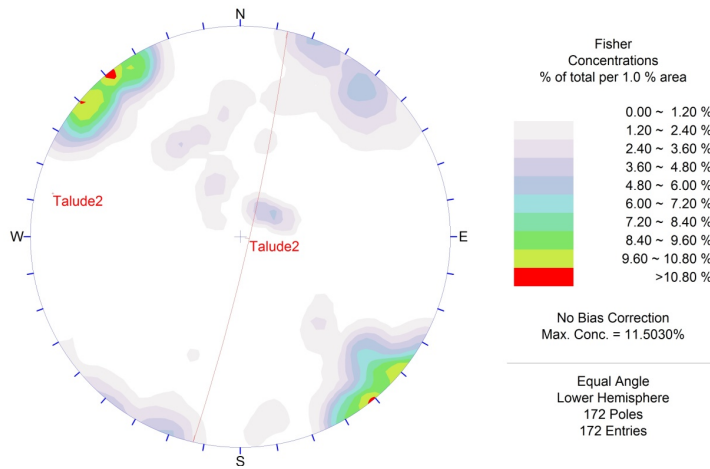 N
Talude2
W
Talude2
E
S
Fisher
Concentrations
% of total per 1.0 % area
0.00 ~ 1.20 %
1.20 ~ 2.40 %
2.40 ~ 3.60 %
3.60 ~ 4.80 %
4.80 ~ 6.00 %
6.00 ~ 7.20 %
7.20 ~ 8.40 %
8.40 ~ 9.60 %
9.60 ~ 10.80 %
>10.80 %
No Bias Correction
Max. Conc. = 11.5030%
Equal Angle
Lower Hemisphere
172 Poles
172 Entries